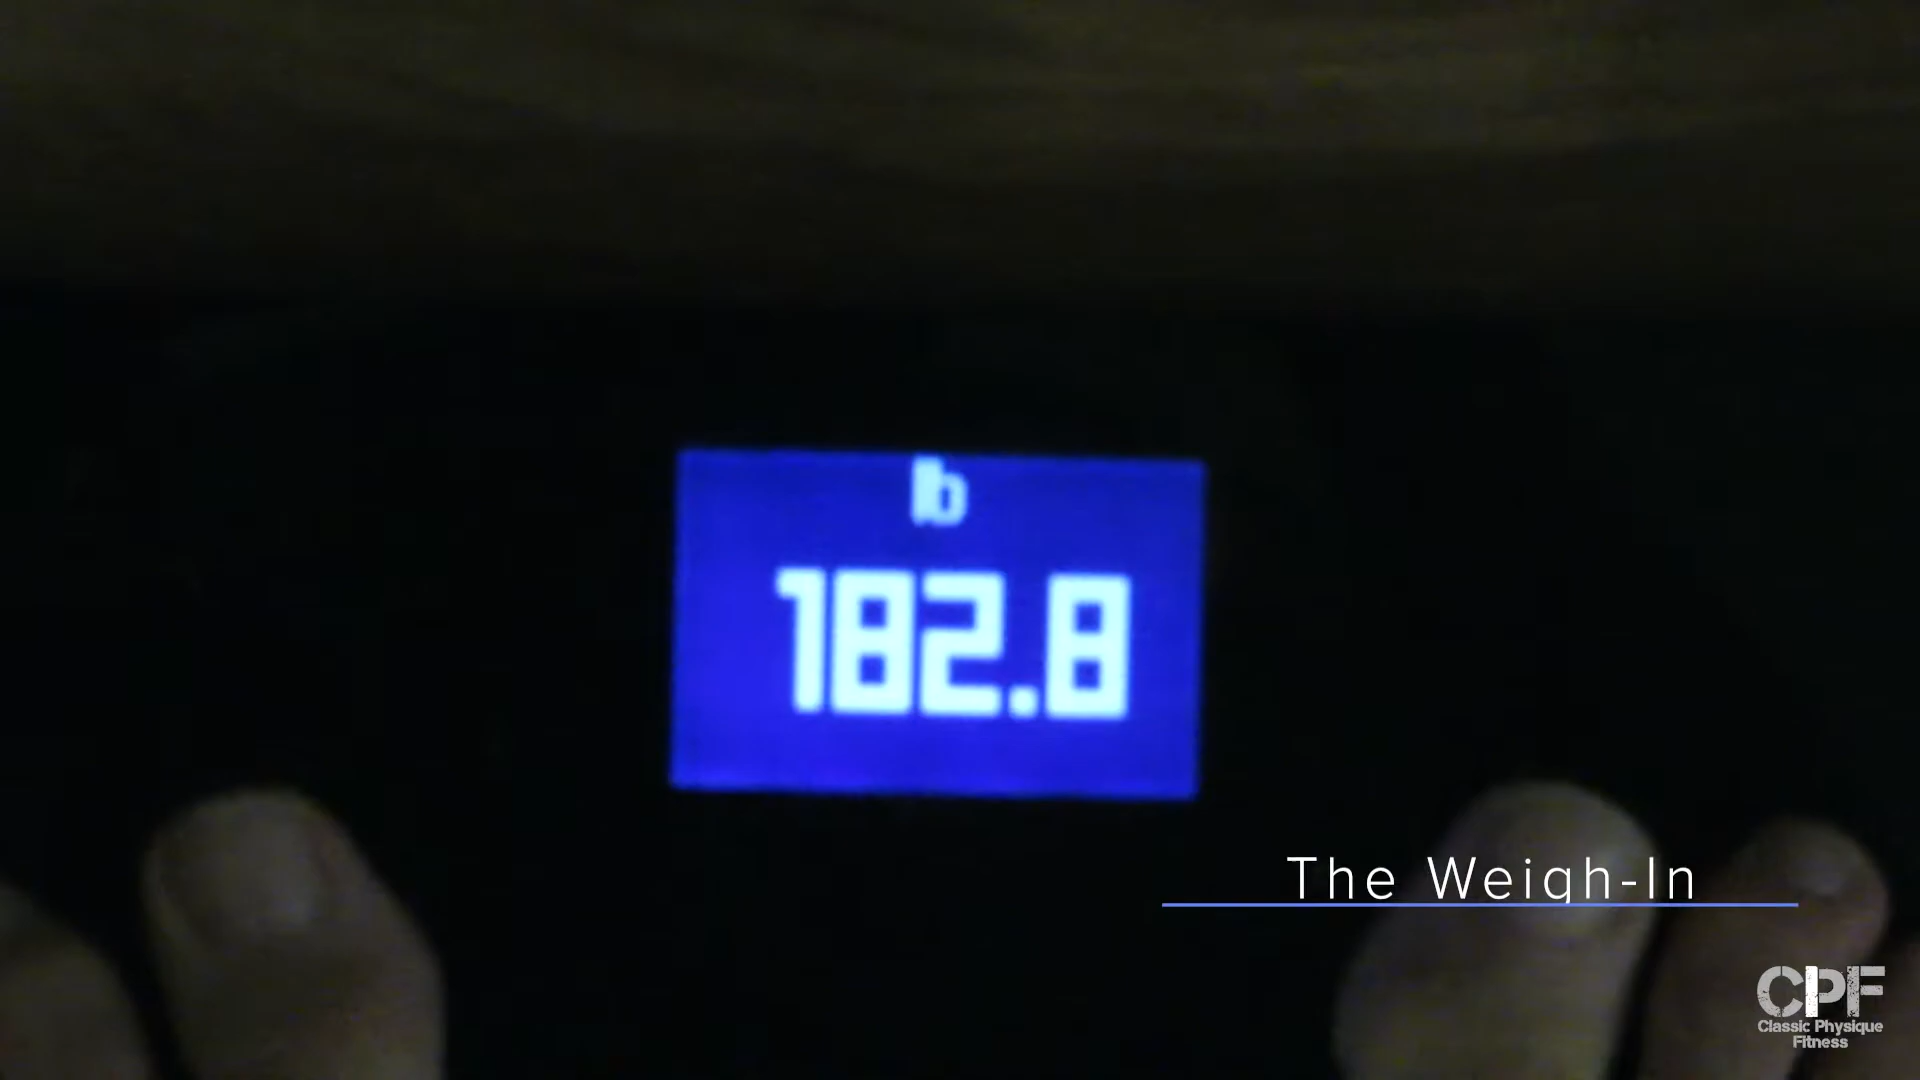 lb
182.8
The Weigh-In
CPF
Classic Physique
Fitness